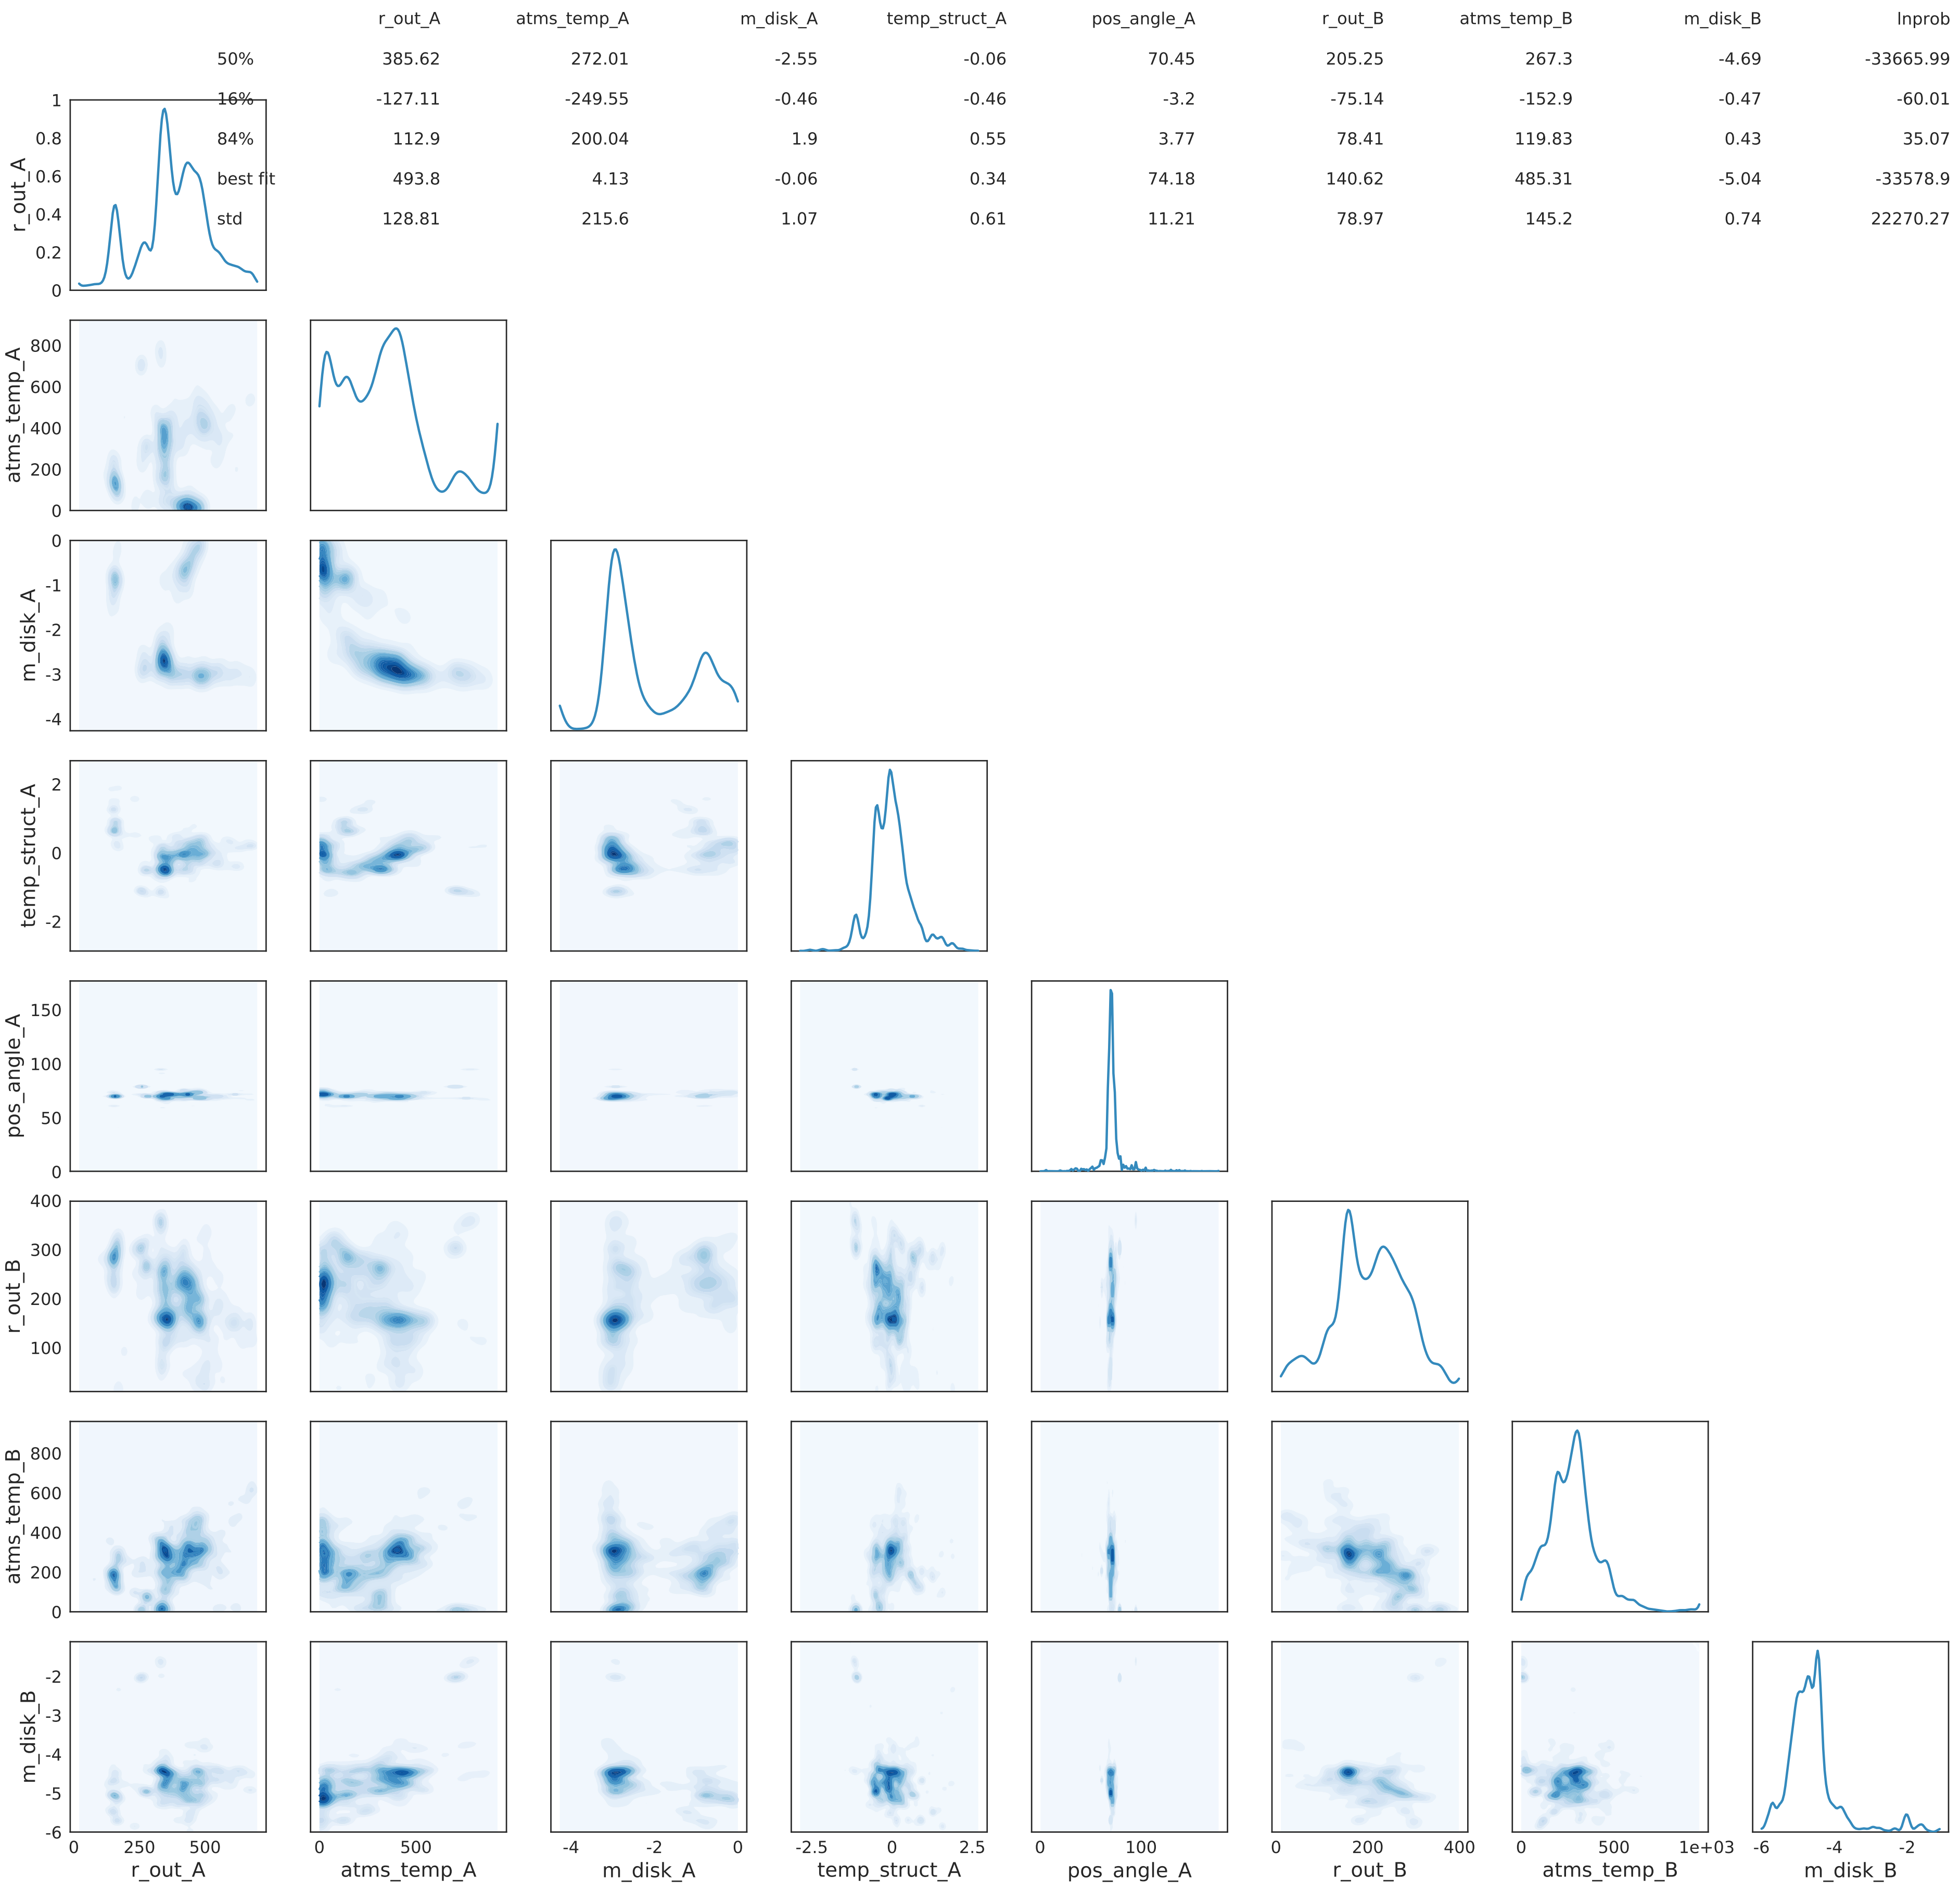 r_out_A atms_temp_A m_disk_A temp_struct_A pos_angle_A r_out_B atms_temp_B m_disk_B lnprob
50% 385.62 272.01 -2.55 -0.06 70.45 205.25 267.3 -4.69 -33665.99
16% -127.11 -249.55 -0.46 -0.46 -3.2 -75.14 -152.9 -0.47 -60.01
84% 112.9 200.04 1.9 0.55 3.77 78.41 119.83 0.43 35.07
best fit 493.8 4.13 -0.06 0.34 74.18 140.62 485.31 -5.04 -33578.9
std 128.81 215.6 1.07 0.61 11.21 78.97 145.2 0.74 22270.27
r_out_A
1
0.8
0.6
0.4
0.2
0
atms_temp_A
800
600
400
200
0
m_disk_A
0
-1
-2
-3
-4
temp_struct_A
2
0
-2
pos_angle_A
150
100
50
0
r_out_B
400
300
200
100
atms_temp_B
800
600
400
200
0
m_disk_B
-2
-3
-4
-5
-6
0 250 500 0 500 -4 -2 0 -2.5 0 2.5 0 100 0 200 400 0 500 1e+03 -6 -4 -2
r_out_A atms_temp_A m_disk_A temp_struct_A pos_angle_A r_out_B atms_temp_B m_disk_B